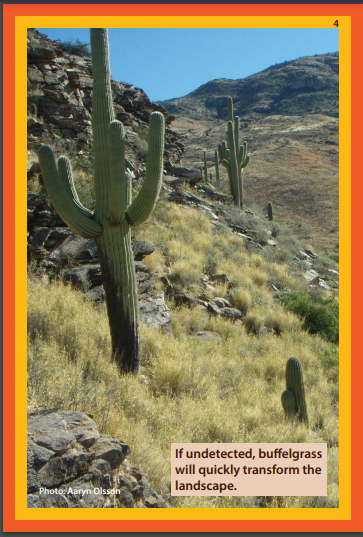 4
If undetected, buffelgrass
will quickly transform the
landscape.
Photo: Aaryn Olsson